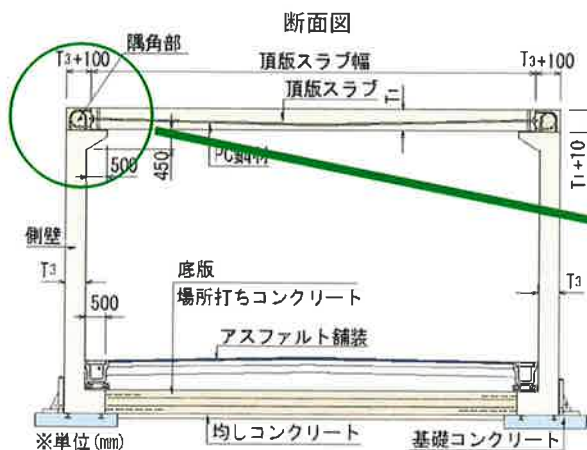 断面図
隅角部
T3+100
頂版スラブ幅
T3+100
頂版スラブ
T1
PC鋼材
500
450
T1+10
側壁
T3
T3
底版
場所打ちコンクリート
500
アスファルト舗装
※単位(mm)
均しコンクリート
基礎コンクリート